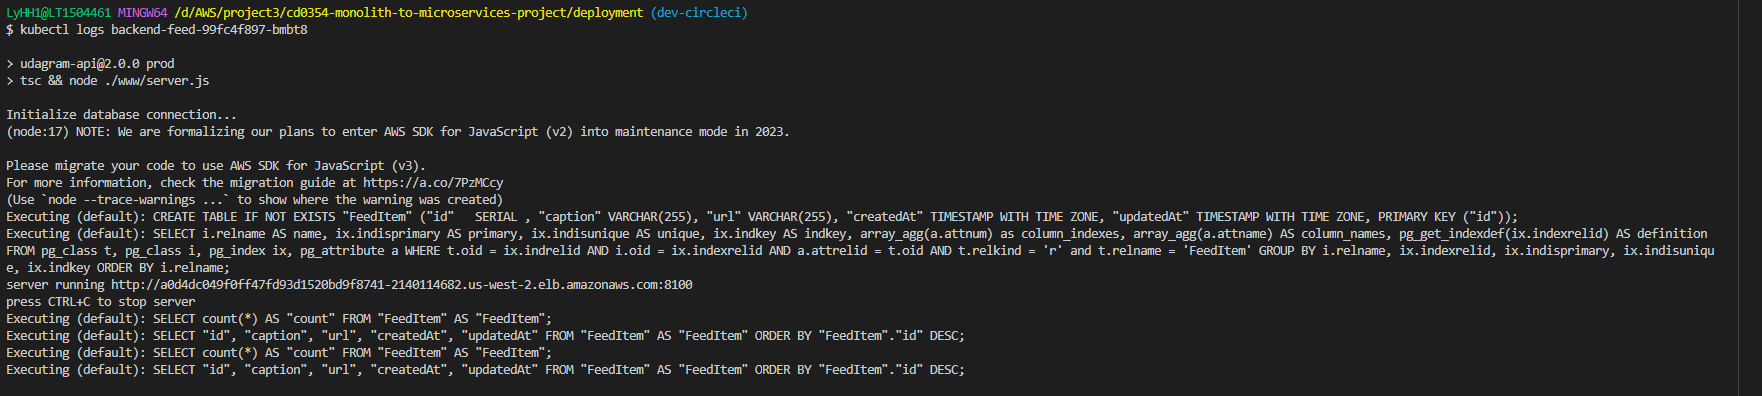 LyHH1@LT1504461 MINGW64 /d/AWS/project3/cd0354-monolith-to-microservices-project/deployment (dev-circleci)
$ kubectl logs backend-feed-99fc4f897-bmbt8
> udagram-api@2.0.0 prod
> tsc && node ./www/server.js
Initialize database connection...
(node:17) NOTE: We are formalizing our plans to enter AWS SDK for JavaScript (v2) into maintenance mode in 2023.
Please migrate your code to use AWS SDK for JavaScript (v3).
For more information, check the migration guide at https://a.co/7PzMCcy
(Use `node --trace-warnings ...` to show where the warning was created)
Executing (default): CREATE TABLE IF NOT EXISTS "FeedItem" ("id"   SERIAL , "caption" VARCHAR(255), "url" VARCHAR(255), "createdAt" TIMESTAMP WITH TIME ZONE, "updatedAt" TIMESTAMP WITH TIME ZONE, PRIMARY KEY ("id"));
Executing (default): SELECT i.relname AS name, ix.indisprimary AS primary, ix.indisunique AS unique, ix.indkey AS indkey, array_agg(a.attnum) as column_indexes, array_agg(a.attname) AS column_names, pg_get_indexdef(ix.indexrelid) AS definition
FROM pg_class t, pg_class i, pg_index ix, pg_attribute a WHERE t.oid = ix.indrelid AND i.oid = ix.indexrelid AND a.attrelid = t.oid AND t.relkind = 'r' and t.relname = 'FeedItem' GROUP BY i.relname, ix.indexrelid, ix.indisprimary, ix.indisuniqu
e, ix.indkey ORDER BY i.relname;
server running http://a0d4dc049f0ff47fd93d1520bd9f8741-2140114682.us-west-2.elb.amazonaws.com:8100
press CTRL+C to stop server
Executing (default): SELECT count(*) AS "count" FROM "FeedItem" AS "FeedItem";
Executing (default): SELECT "id", "caption", "url", "createdAt", "updatedAt" FROM "FeedItem" AS "FeedItem" ORDER BY "FeedItem"."id" DESC;
Executing (default): SELECT count(*) AS "count" FROM "FeedItem" AS "FeedItem";
Executing (default): SELECT "id", "caption", "url", "createdAt", "updatedAt" FROM "FeedItem" AS "FeedItem" ORDER BY "FeedItem"."id" DESC;